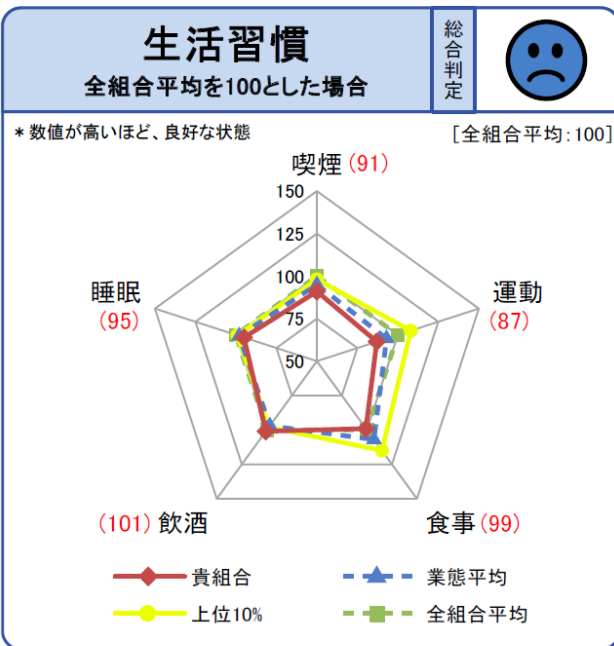 生活習慣
全組合平均を100とした場合
総合判定
＊数値が高いほど、良好な状態
[全組合平均：100]
喫煙 (91)
150
125
100
75
50
睡眠
(95)
運動
(87)
(101) 飲酒
食事 (99)
貴組合
業態平均
上位10%
全組合平均